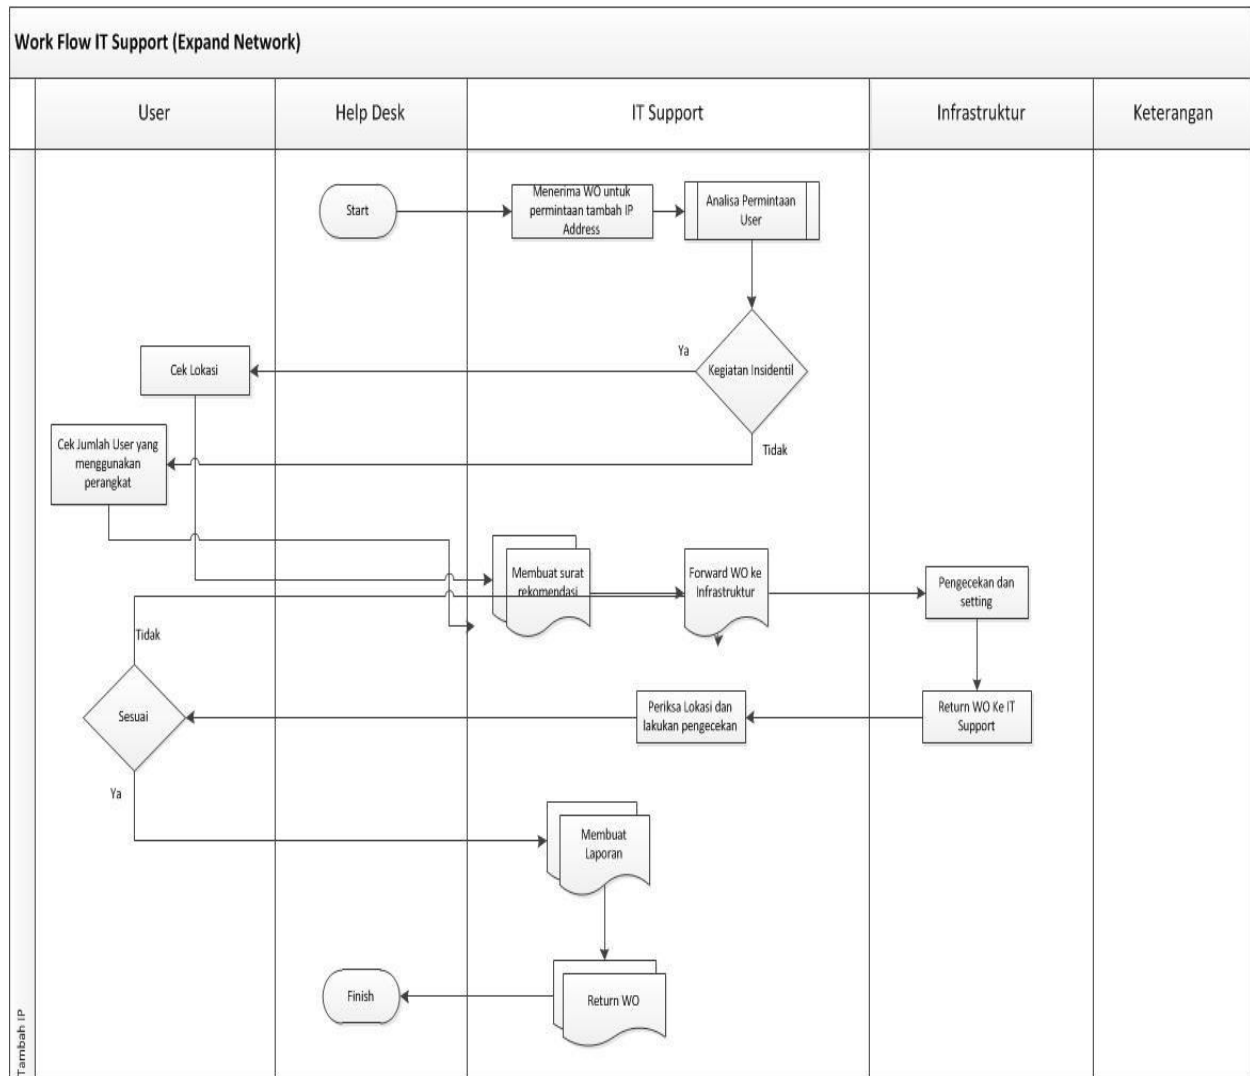 Work Flow IT Support (Expand Network)
User
Help Desk
IT Support
Infrastruktur
Keterangan
Start
Menerima WO untuk
permintaan tambah IP
Address
Analisa Permintaan
User
Kegiatan Insidentil
Ya
Cek Lokasi
Tidak
Cek Jumlah User yang
menggunakan
perangkat
Membuat surat
rekomendasi
Forward WO ke
Infrastruktur
Pengecekan dan
setting
Tidak
Sesuai
Periksa Lokasi dan
lakukan pengecekan
Return WO Ke IT
Support
Ya
Membuat
Laporan
Finish
Return WO
Tambah IP